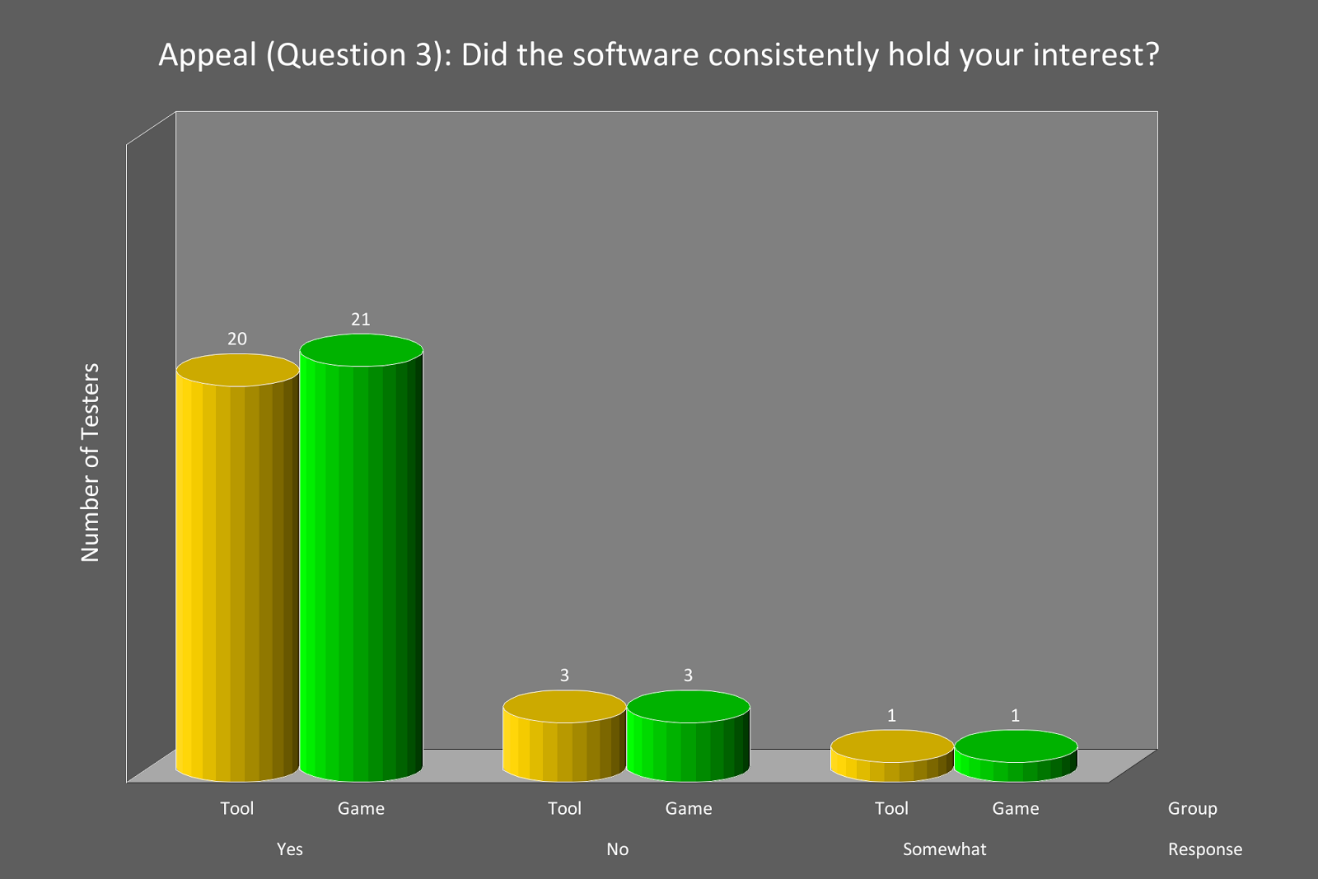 Appeal (Question 3): Did the software consistently hold your interest?
Number of Testers
20
21
3
3
1
1
Tool Game Tool Game Tool Game Group
Yes No Somewhat Response